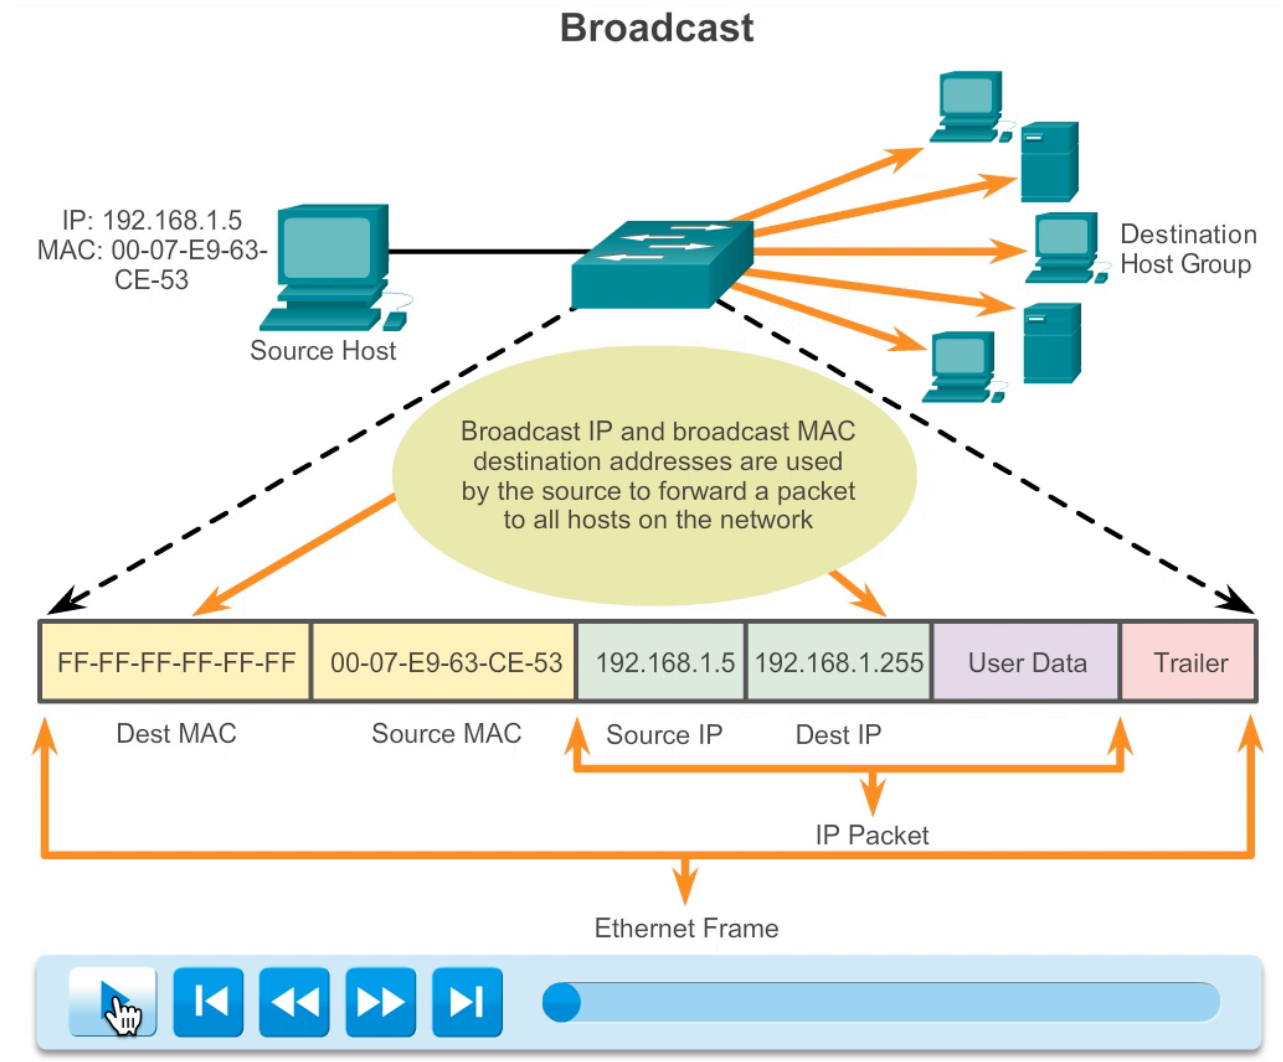 Broadcast
IP: 192.168.1.5
MAC: 00-07-E9-63-
CE-53
Source Host
Destination
Host Group
Broadcast IP and broadcast MAC
destination addresses are used
by the source to forward a packet
to all hosts on the network
FF-FF-FF-FF-FF-FF 00-07-E9-63-CE-53 192.168.1.5 192.168.1.255 User Data Trailer
Dest MAC Source MAC Source IP Dest IP
IP Packet
Ethernet Frame